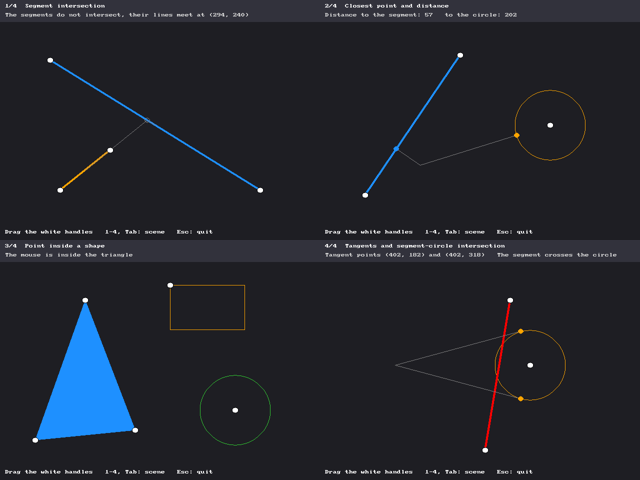 1/4 Segment intersection
The segments do not intersect, their lines meet at (294, 240)
Drag the white handles 1-4, Tab: scene Esc: quit
2/4 Closest point and distance
Distance to the segment: 57 to the circle: 202
Drag the white handles 1-4, Tab: scene Esc: quit
3/4 Point inside a shape
The mouse is inside the triangle
Drag the white handles 1-4, Tab: scene Esc: quit
4/4 Tangents and segment-circle intersection
Tangent points (402, 182) and (402, 318) The segment crosses the circle
Drag the white handles 1-4, Tab: scene Esc: quit